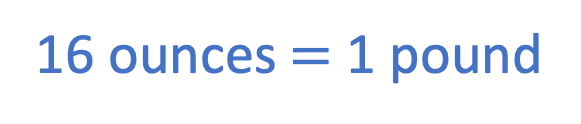 16 ounces = 1 pound